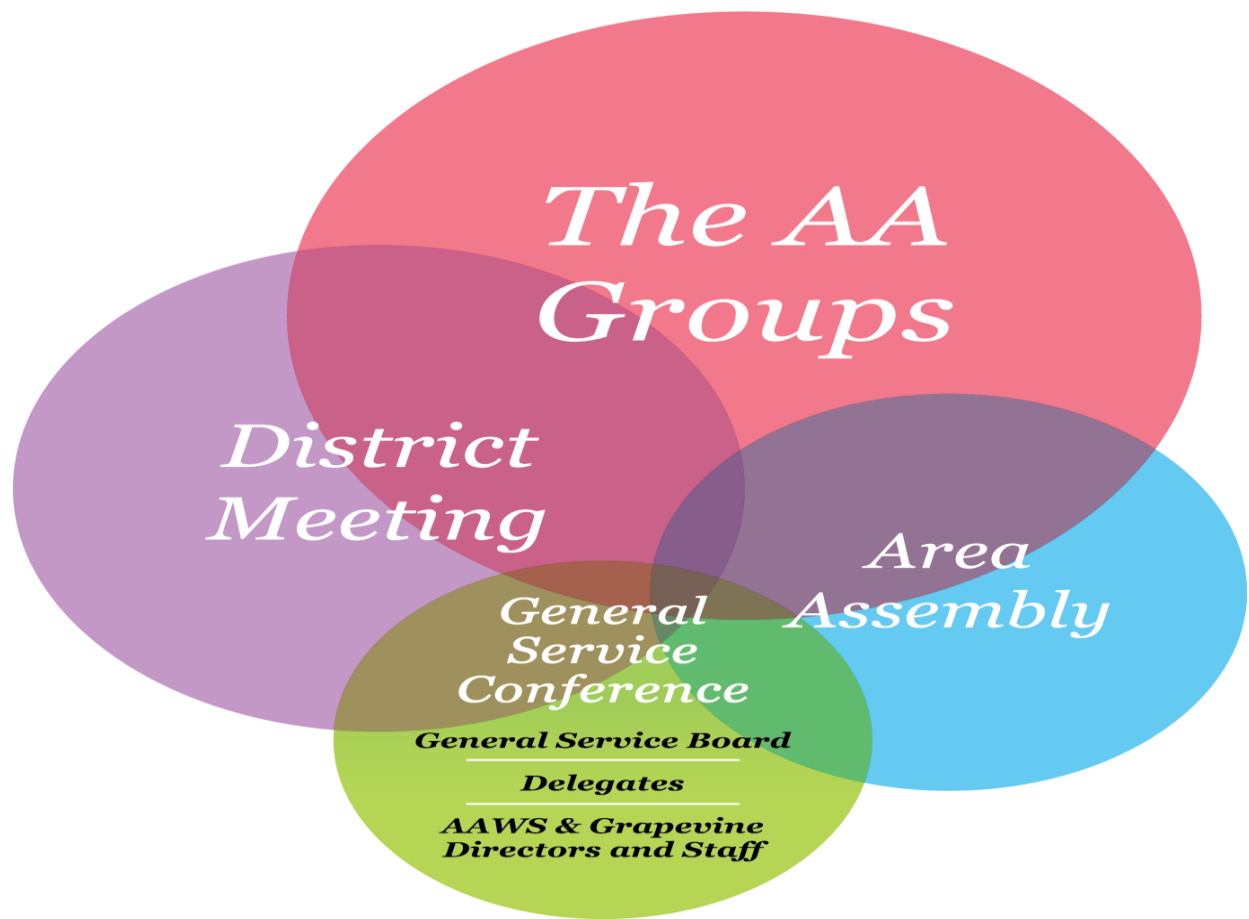 The AA
Groups
District
Meeting
Area
Assembly
General
Service
Conference
General Service Board
Delegates
AAWS & Grapevine
Directors and Staff